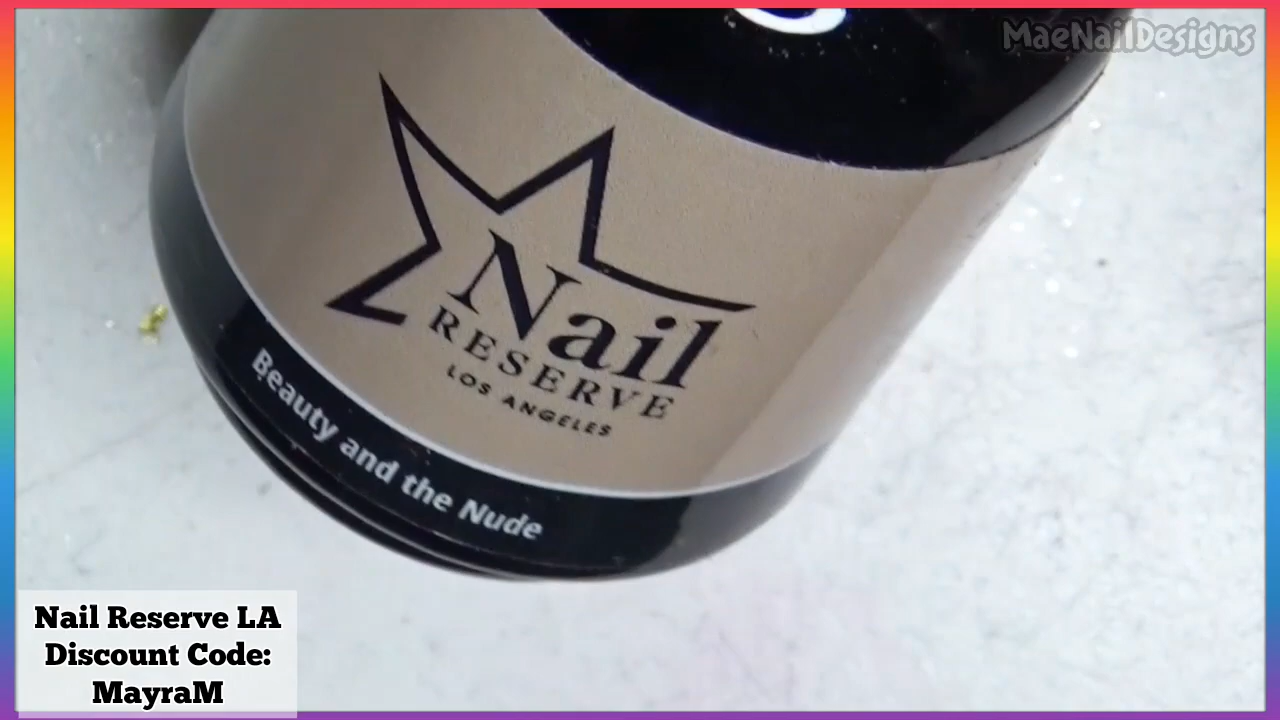 MaeNailDesigns
Nail
RESERVE
LOS ANGELES
Beauty and the Nude
Nail Reserve LA
Discount Code:
MayraM